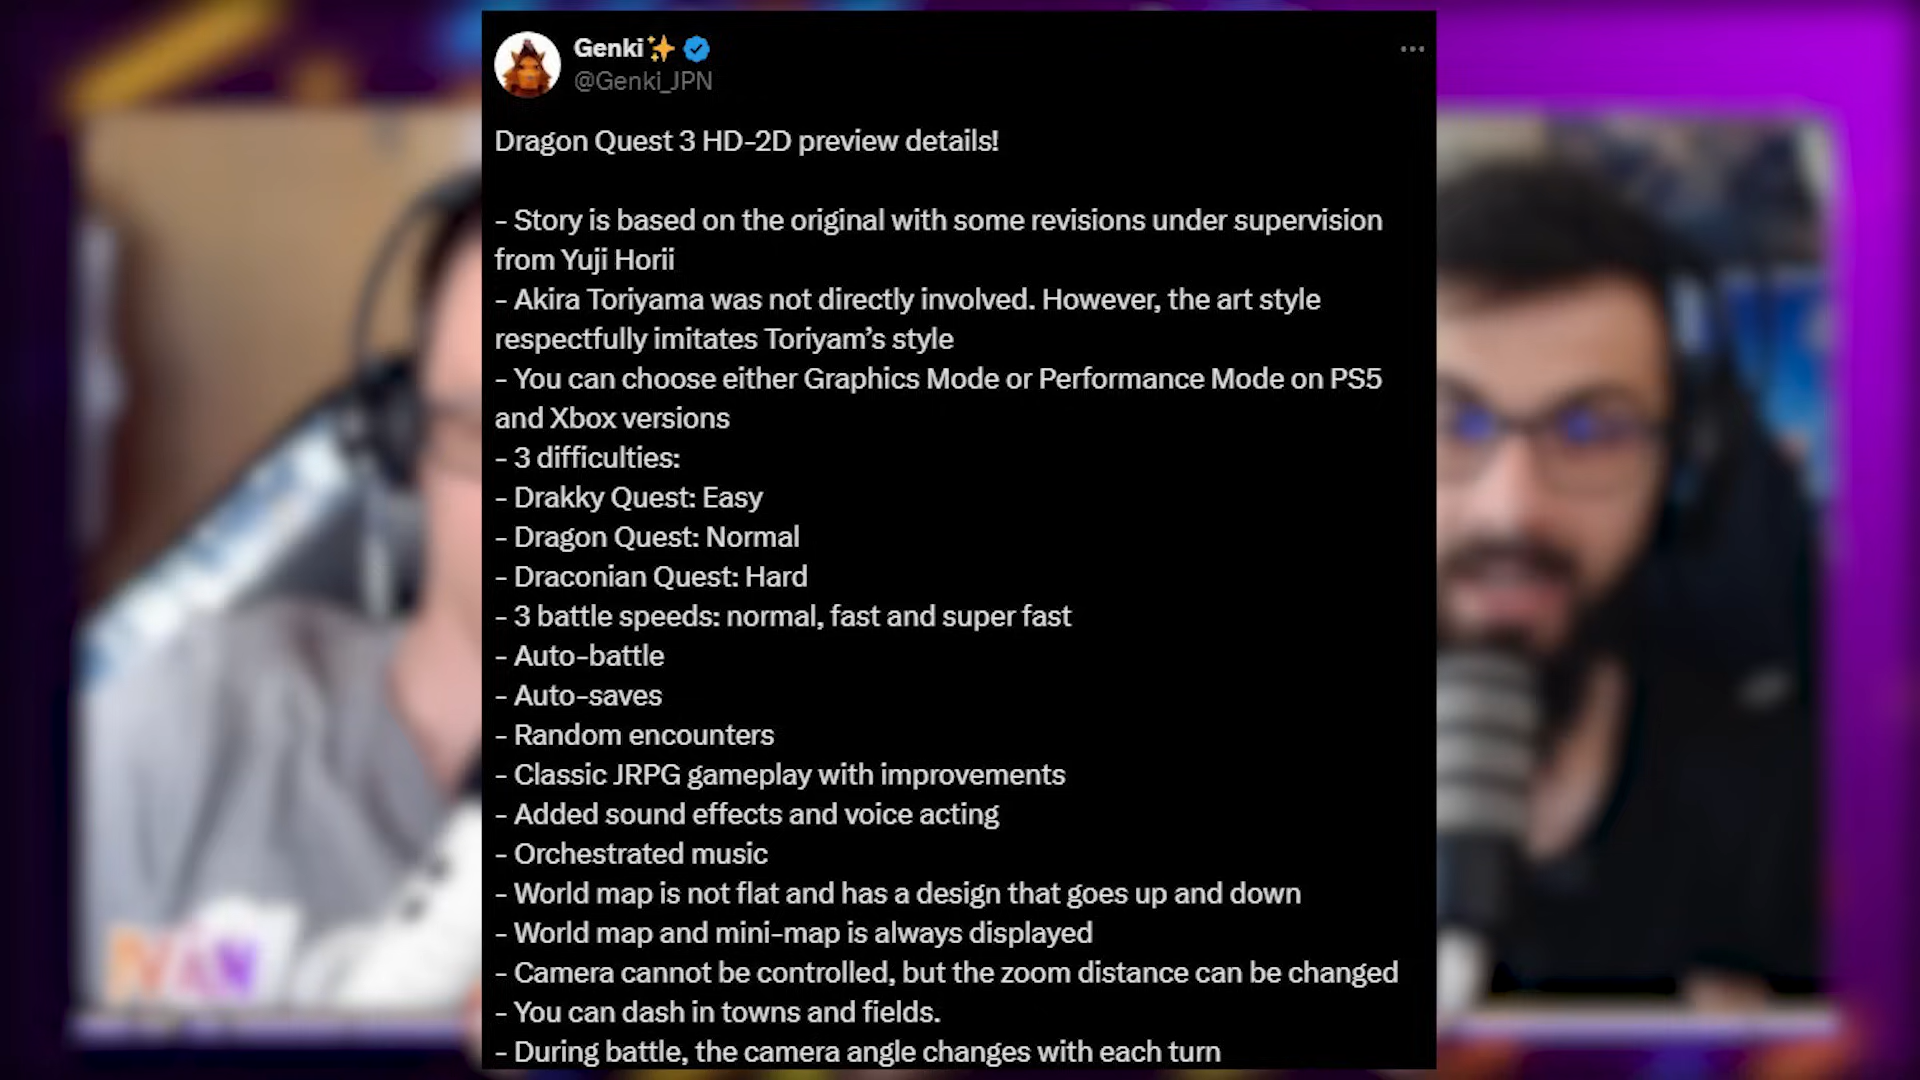 Genki✨
@Genki_JPN
Dragon Quest 3 HD-2D preview details!
- Story is based on the original with some revisions under supervision
from Yuji Horii
- Akira Toriyama was not directly involved. However, the art style
respectfully imitates Toriyam’s style
- You can choose either Graphics Mode or Performance Mode on PS5
and Xbox versions
- 3 difficulties:
- Drakky Quest: Easy
- Dragon Quest: Normal
- Draconian Quest: Hard
- 3 battle speeds: normal, fast and super fast
- Auto-battle
- Auto-saves
- Random encounters
- Classic JRPG gameplay with improvements
- Added sound effects and voice acting
- Orchestrated music
- World map is not flat and has a design that goes up and down
- World map and mini-map is always displayed
- Camera cannot be controlled, but the zoom distance can be changed
- You can dash in towns and fields.
- During battle, the camera angle changes with each turn